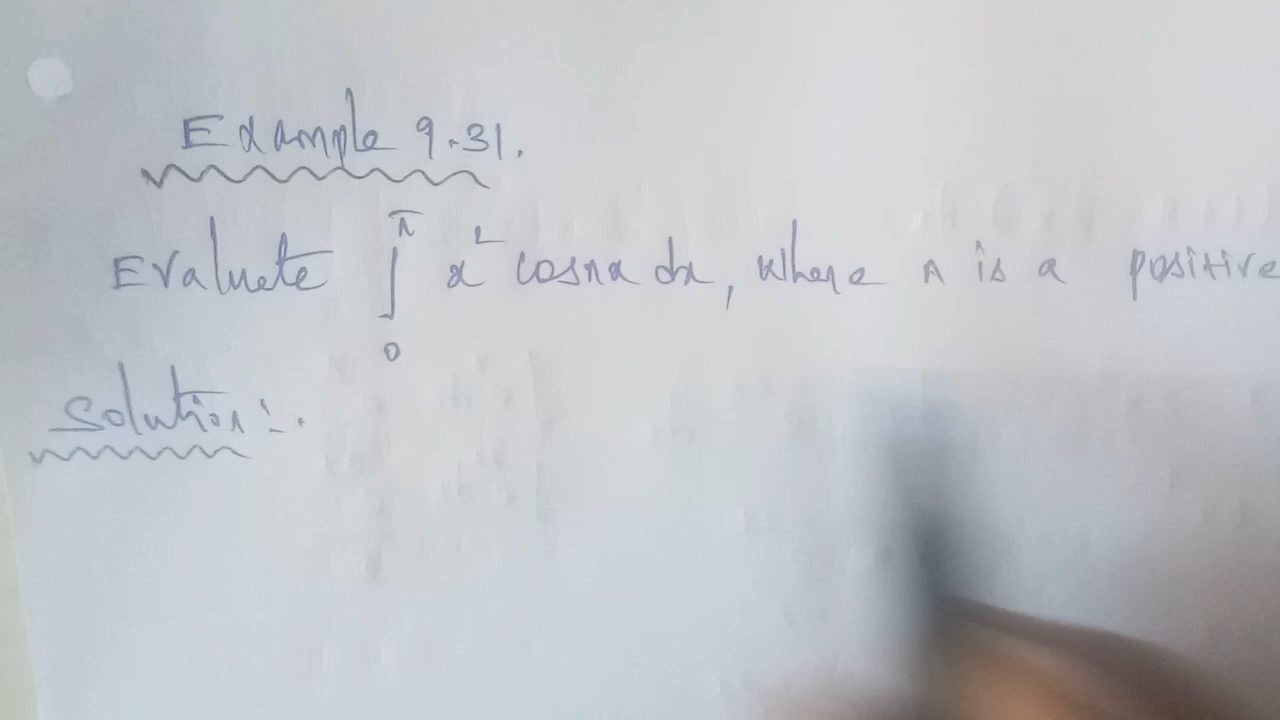 Example 9.31.
Evaluate ∫₀^π x² cosnx dx, where n is a positive
Solution:.